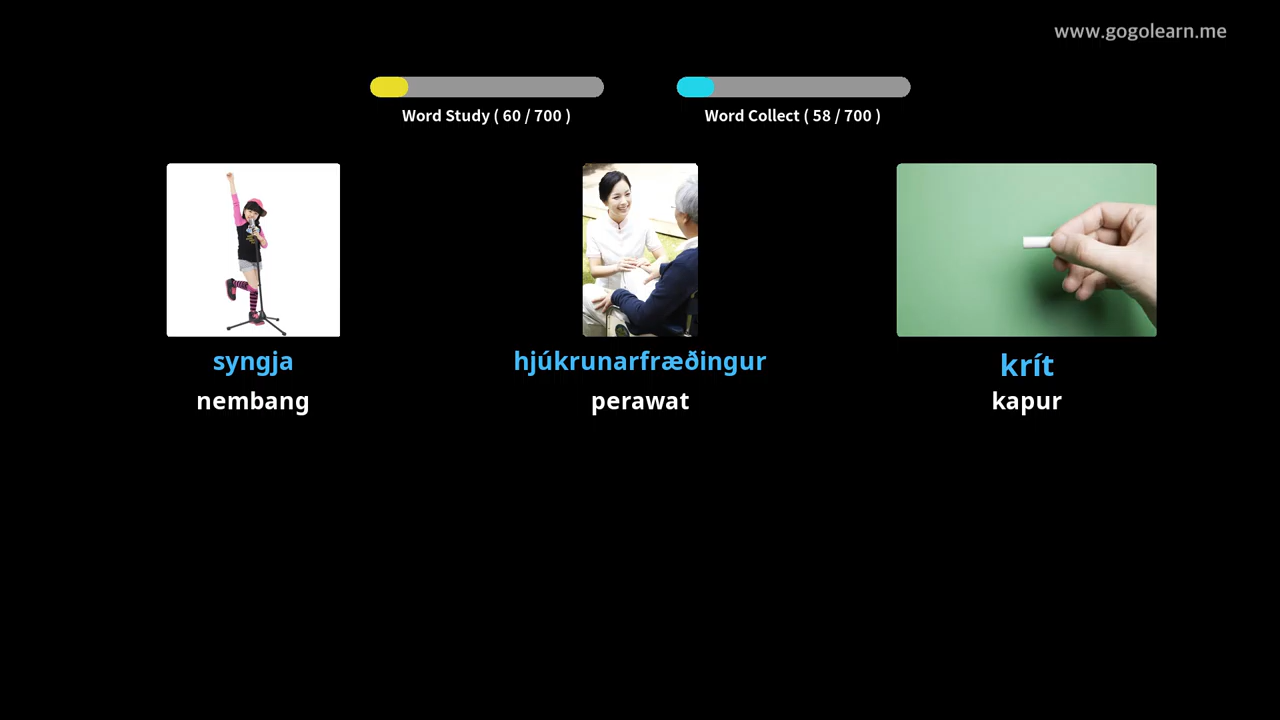 www.gogolearn.me
Word Study ( 60 / 700 )
Word Collect ( 58 / 700 )
syngja
hjúkrunarfræðingur
krít
nembang
perawat
kapur